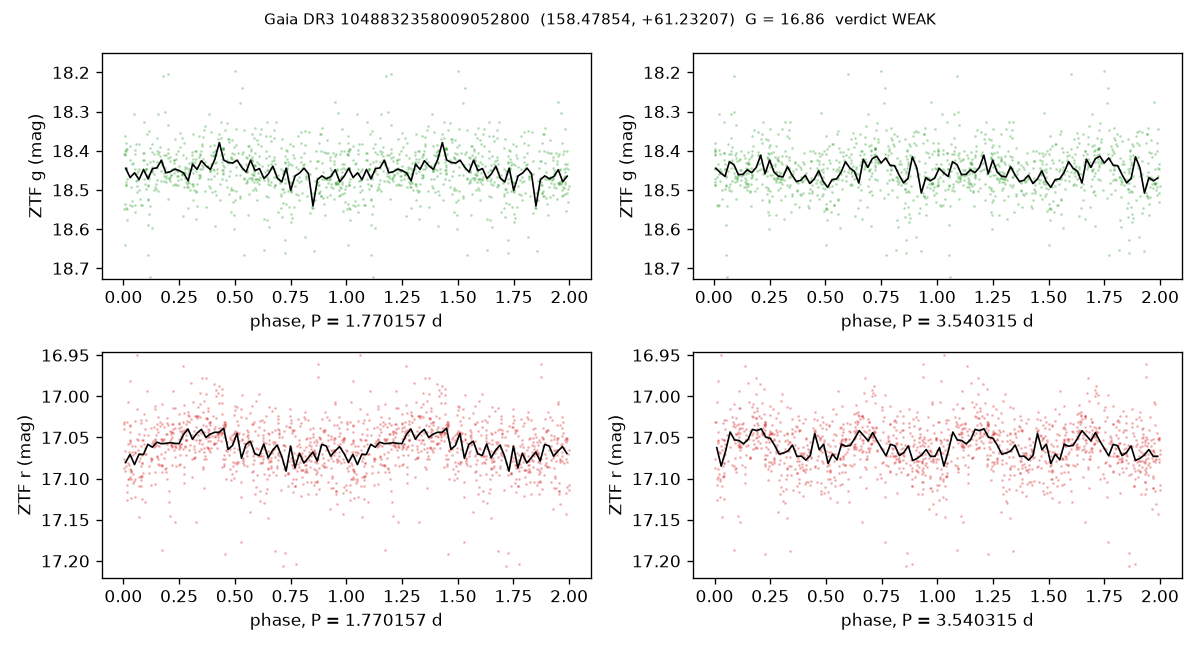 Gaia DR3 1048832358009052800 (158.47854, +61.23207) G = 16.86 verdict WEAK
ZTF g (mag)
18.2
18.3
18.4
18.5
18.6
18.7
0.00 0.25 0.50 0.75 1.00 1.25 1.50 1.75 2.00
phase, P = 1.770157 d
ZTF g (mag)
18.2
18.3
18.4
18.5
18.6
18.7
0.00 0.25 0.50 0.75 1.00 1.25 1.50 1.75 2.00
phase, P = 3.540315 d
ZTF r (mag)
16.95
17.00
17.05
17.10
17.15
17.20
0.00 0.25 0.50 0.75 1.00 1.25 1.50 1.75 2.00
phase, P = 1.770157 d
ZTF r (mag)
16.95
17.00
17.05
17.10
17.15
17.20
0.00 0.25 0.50 0.75 1.00 1.25 1.50 1.75 2.00
phase, P = 3.540315 d